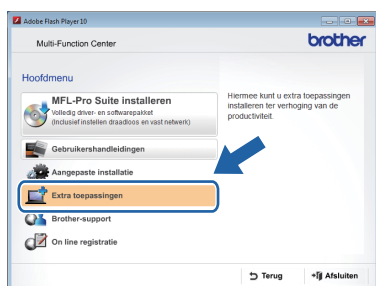 Adobe Flash Player 10
Multi-Function Center
brother
Hoofdmenu
MFL-Pro Suite installeren
Volledig driver- en softwarepakket
(Inclusief instellen draadloos en vast netwerk)
Gebruikershandleidingen
Aangepaste installatie
Extra toepassingen
Brother-support
On line registratie
Hiermee kunt u extra toepassingen
installeren ter verhoging van de
productiviteit.
Terug
Afsluiten